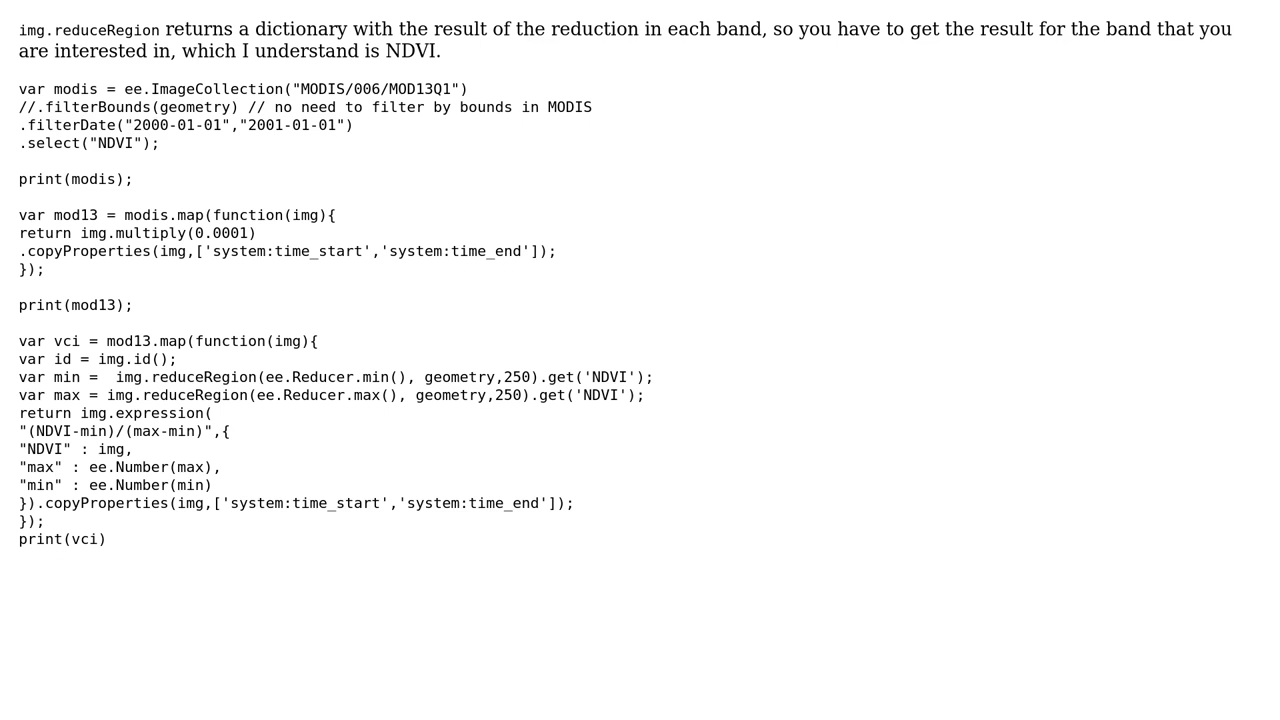 img.reduceRegion returns a dictionary with the result of the reduction in each band, so you have to get the result for the band that you
are interested in, which I understand is NDVI.
var modis = ee.ImageCollection("MODIS/006/MOD13Q1")
//.filterBounds(geometry) // no need to filter by bounds in MODIS
.filterDate("2000-01-01","2001-01-01")
.select("NDVI");
print(modis);
var mod13 = modis.map(function(img){
return img.multiply(0.0001)
.copyProperties(img,['system:time_start','system:time_end']);
});
print(mod13);
var vci = mod13.map(function(img){
var id = img.id();
var min =  img.reduceRegion(ee.Reducer.min(), geometry,250).get('NDVI');
var max = img.reduceRegion(ee.Reducer.max(), geometry,250).get('NDVI');
return img.expression(
"(NDVI-min)/(max-min)",{
"NDVI" : img,
"max" : ee.Number(max),
"min" : ee.Number(min)
}).copyProperties(img,['system:time_start','system:time_end']);
});
print(vci)